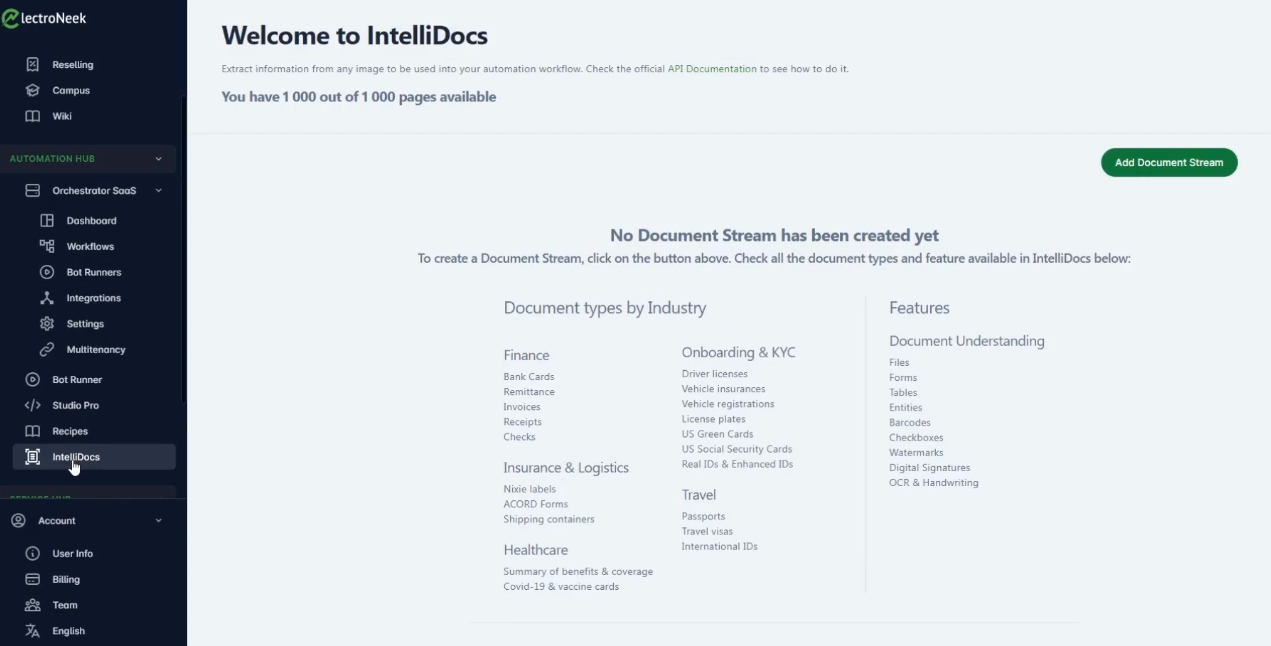 lectroNeek
Reselling
Campus
Wiki
AUTOMATION HUB
Orchestrator SaaS
Dashboard
Workflows
Bot Runners
Integrations
Settings
Multitenancy
Bot Runner
Studio Pro
Recipes
IntelliDocs
SERVICE HUB
Account
User Info
Billing
Team
English
Welcome to IntelliDocs
Extract information from any image to be used into your automation workflow. Check the official API Documentation to see how to do it.
You have 1 000 out of 1 000 pages available
Add Document Stream
No Document Stream has been created yet
To create a Document Stream, click on the button above. Check all the document types and feature available in IntelliDocs below:
Document types by Industry
Finance
Bank Cards
Remittance
Invoices
Receipts
Checks
Insurance & Logistics
Nixie labels
ACORD Forms
Shipping containers
Healthcare
Summary of benefits & coverage
Covid-19 & vaccine cards
Onboarding & KYC
Driver licenses
Vehicle insurances
Vehicle registrations
License plates
US Green Cards
US Social Security Cards
Real IDs & Enhanced IDs
Travel
Passports
Travel visas
International IDs
Features
Document Understanding
Files
Forms
Tables
Entities
Barcodes
Checkboxes
Watermarks
Digital Signatures
OCR & Handwriting